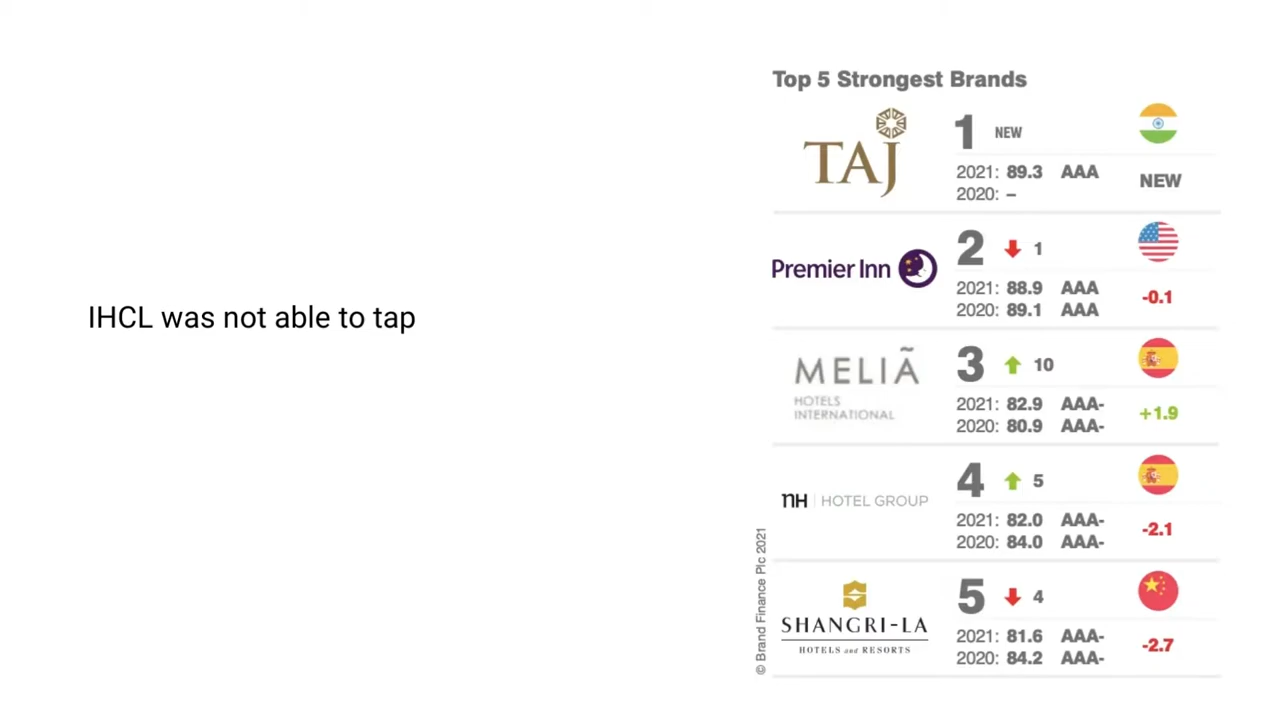 IHCL was not able to tap
Top 5 Strongest Brands
TAJ
1 NEW
2021: 89.3 AAA
2020: –
NEW
Premier Inn
2 1
2021: 88.9 AAA
2020: 89.1 AAA
-0.1
MELIÃ
HOTELS
INTERNATIONAL
3 10
2021: 82.9 AAA-
2020: 80.9 AAA-
+1.9
nH | HOTEL GROUP
4 5
2021: 82.0 AAA-
2020: 84.0 AAA-
-2.1
SHANGRI-LA
HOTELS and RESORTS
5 4
2021: 81.6 AAA-
2020: 84.2 AAA-
-2.7
© Brand Finance Plc 2021